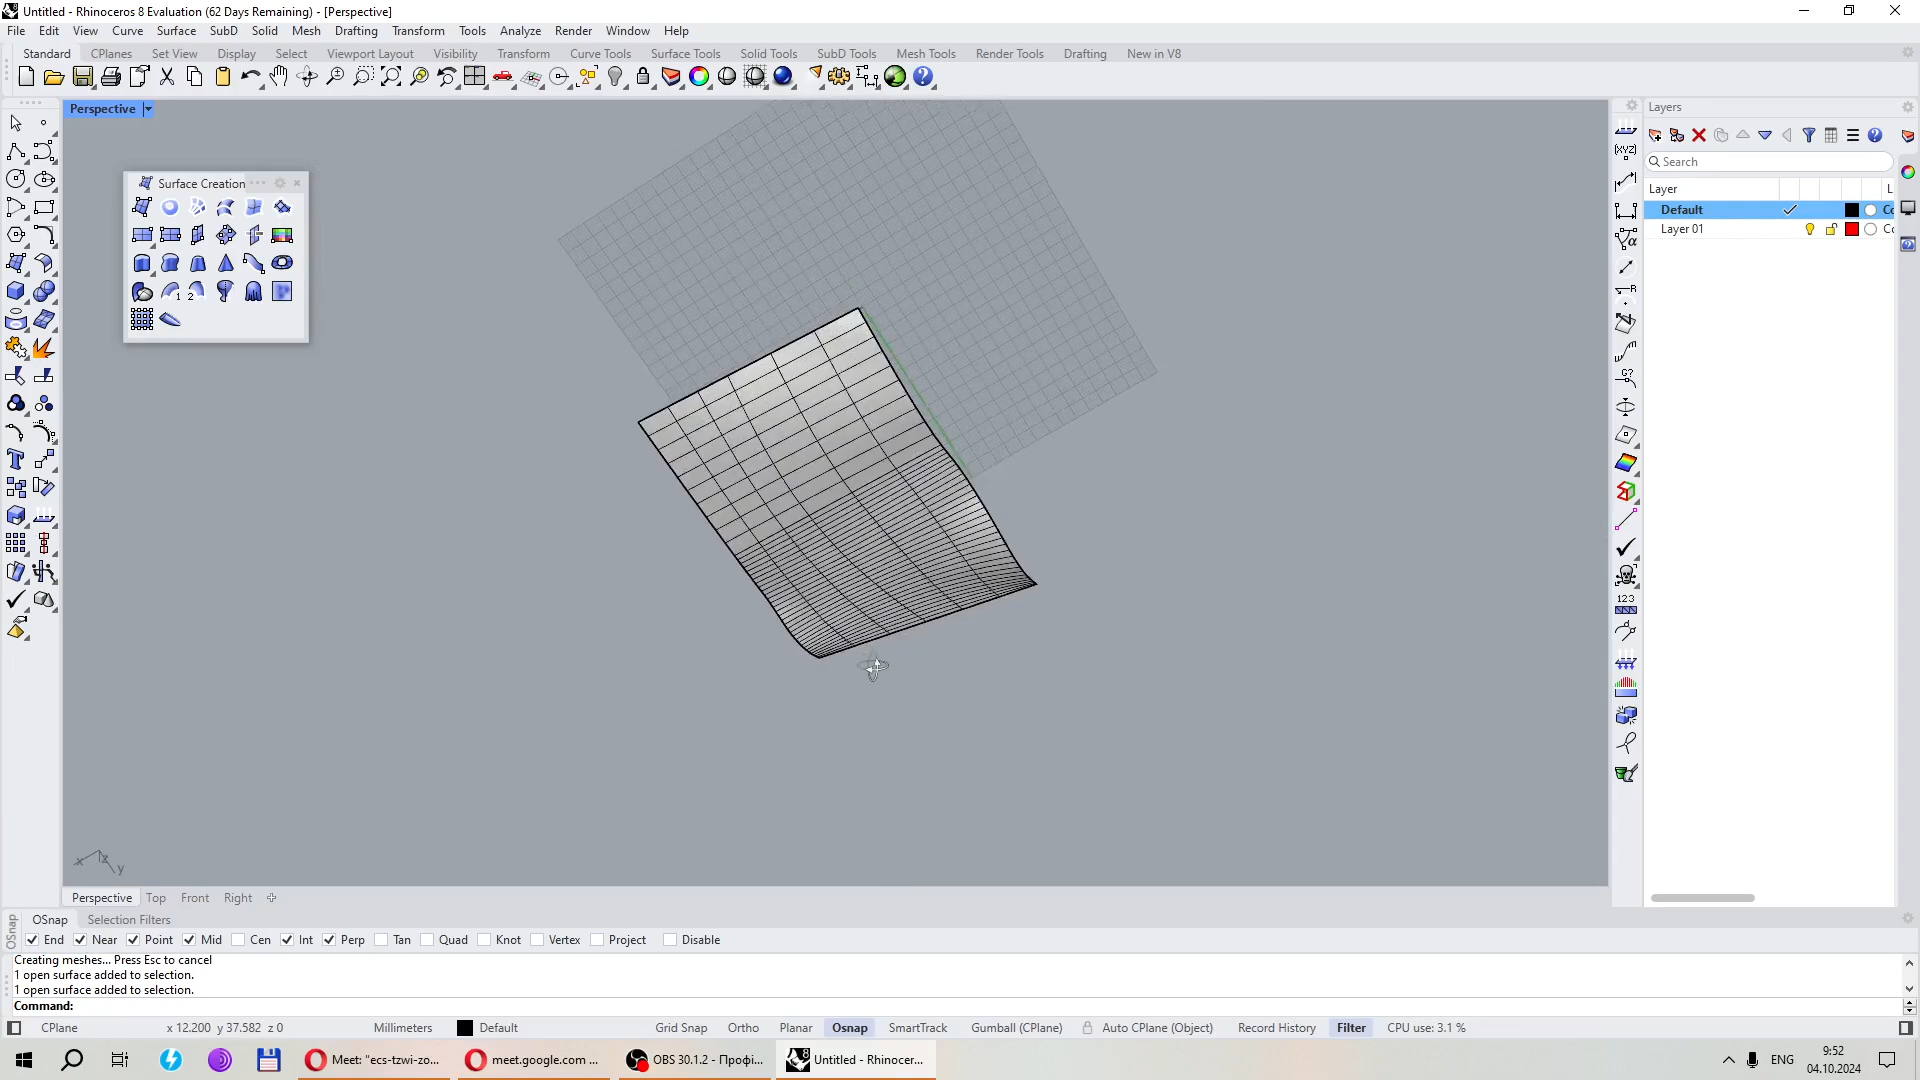 Untitled - Rhinoceros 8 Evaluation (62 Days Remaining) - [Perspective]
File Edit View Curve Surface SubD Solid Mesh Drafting Transform Tools Analyze Render Window Help
Standard CPlanes Set View Display Select Viewport Layout Visibility Transform Curve Tools Surface Tools Solid Tools SubD Tools Mesh Tools Render Tools Drafting New in V8
Perspective
Surface Creation
1 2
x z y
Layers
Search
Layer L
Default Co
Layer 01 Co
Perspective Top Front Right
OSnap
OSnap Selection Filters
End Near Point Mid Cen Int Perp Tan Quad Knot Vertex Project Disable
Creating meshes... Press Esc to cancel
1 open surface added to selection.
1 open surface added to selection.
Command:
CPlane x 12.200 y 37.582 z 0 Millimeters Default Grid Snap Ortho Planar Osnap SmartTrack Gumball (CPlane) Auto CPlane (Object) Record History Filter CPU use: 3.1 %
Meet: "ecs-tzwi-zo... meet.google.com ... OBS 30.1.2 - Профі... Untitled - Rhinocer... ENG 9:52
04.10.2024